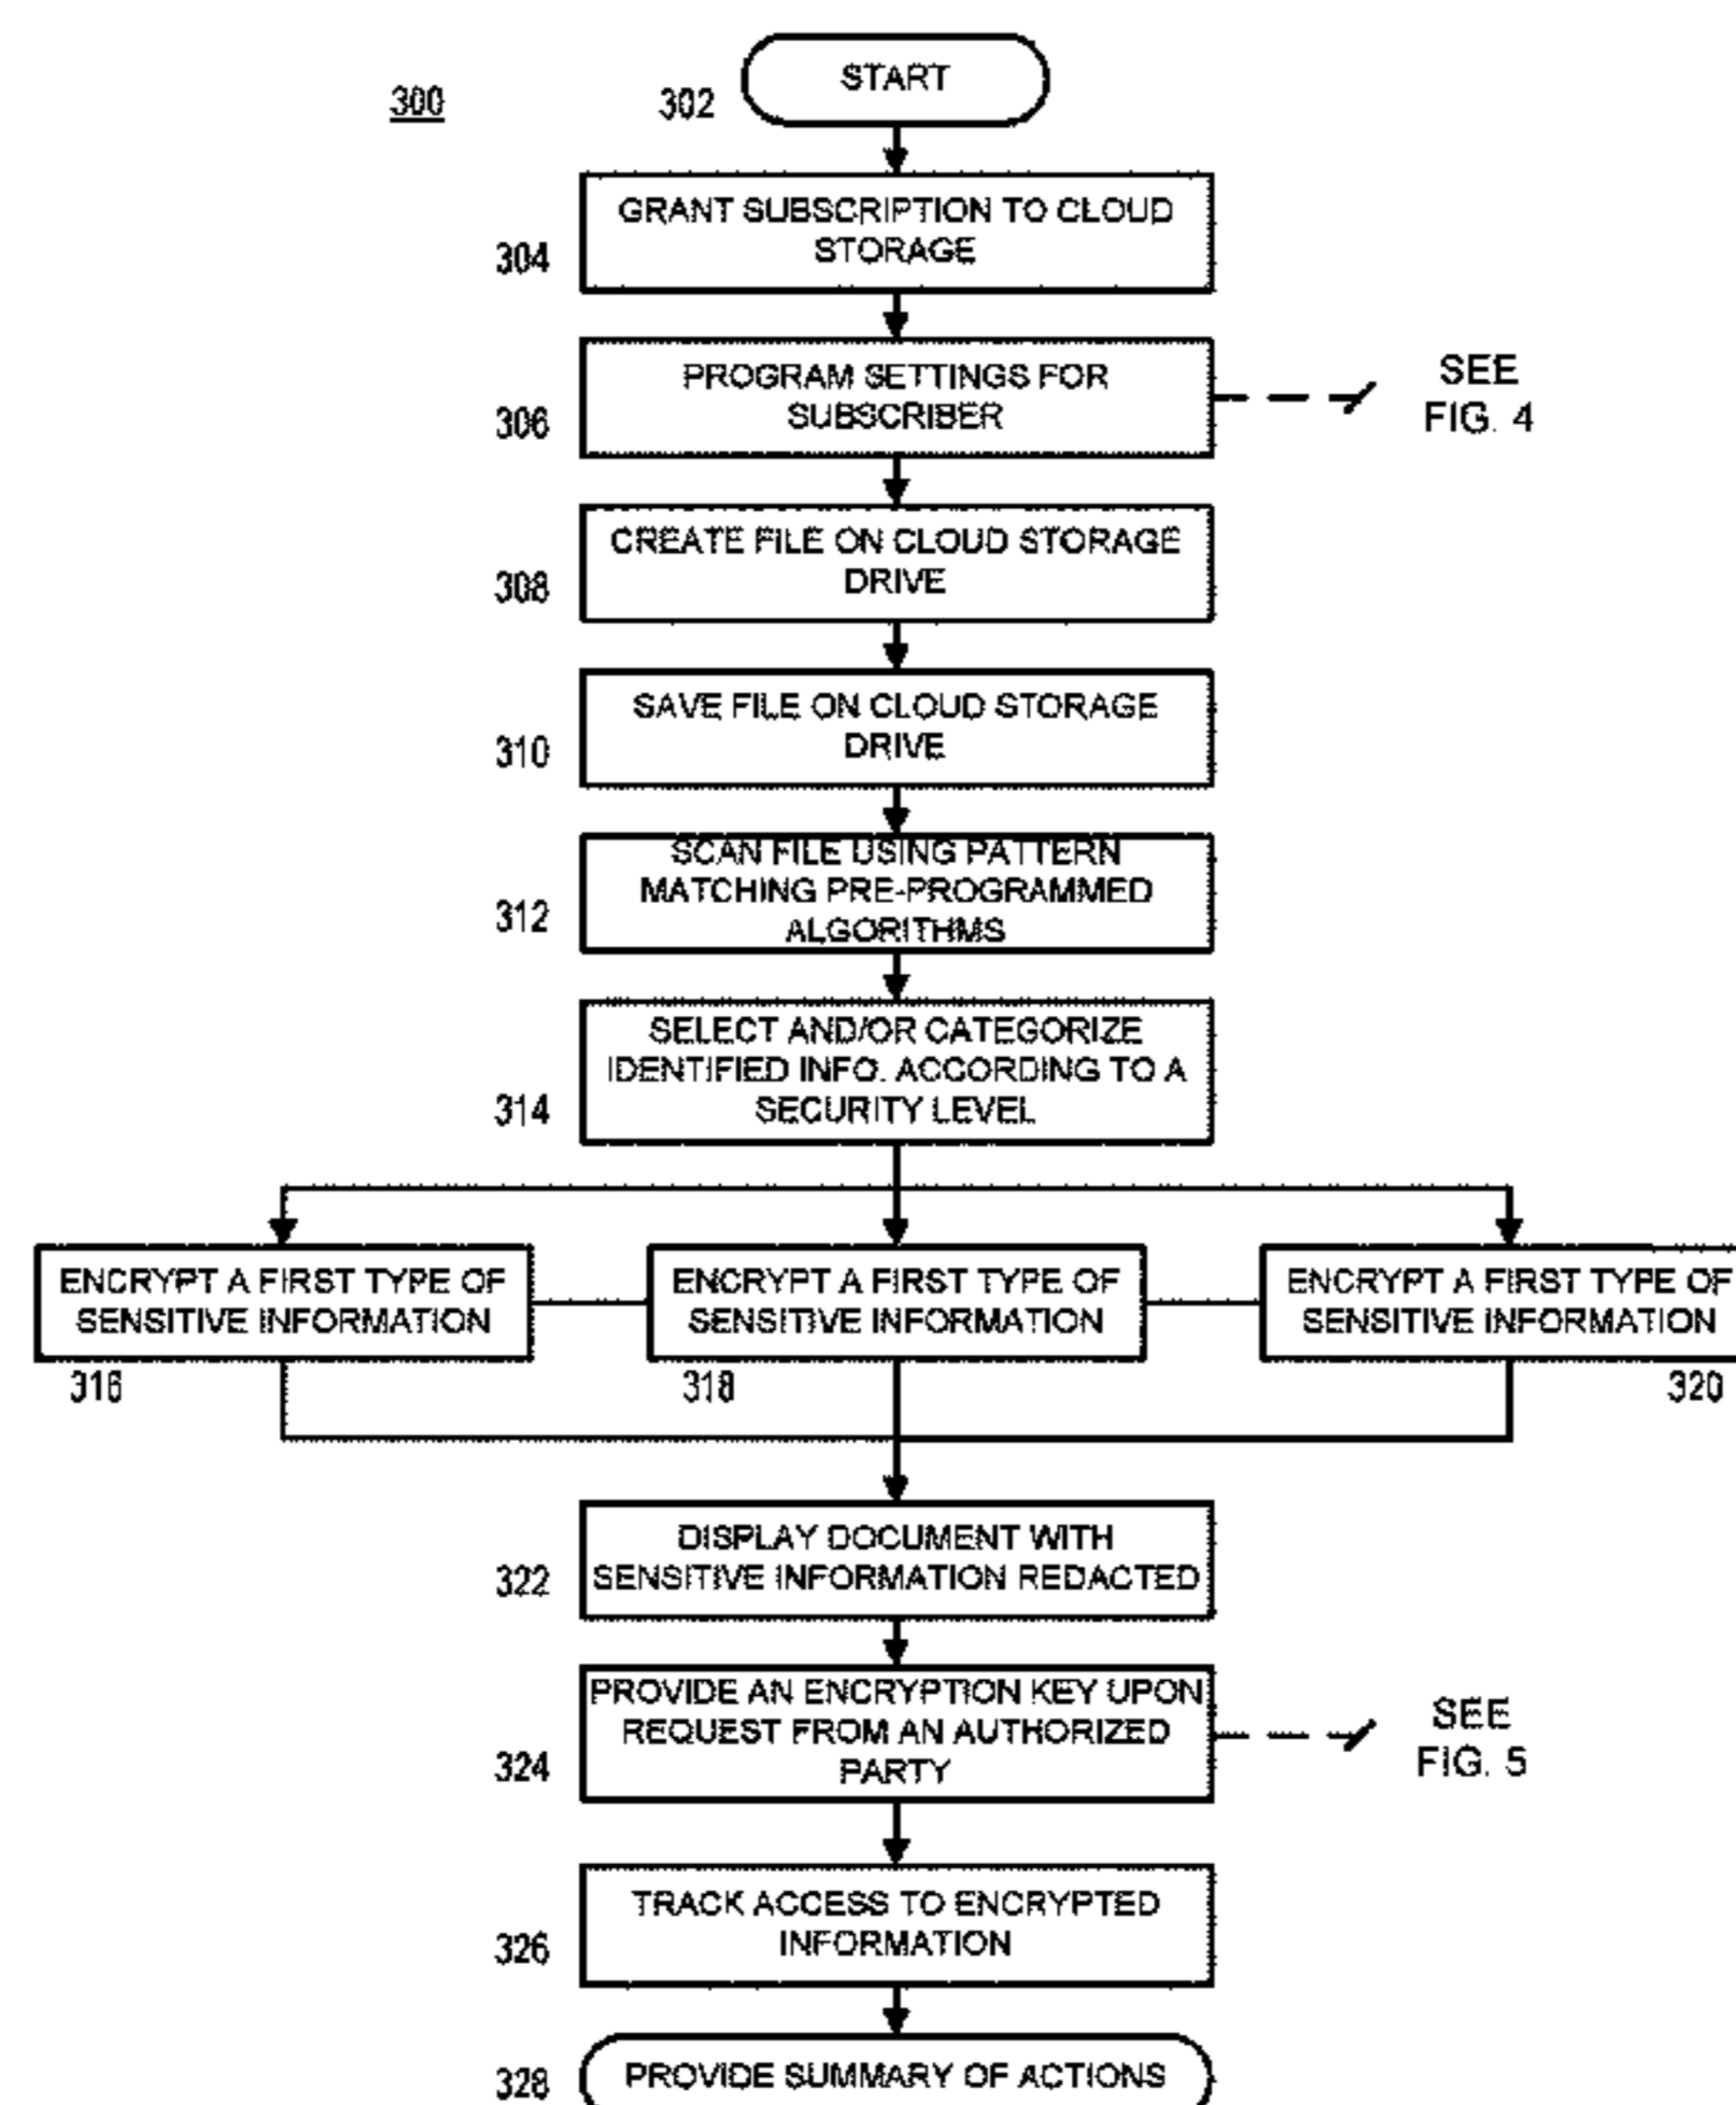 300
302
START
304
GRANT SUBSCRIPTION TO CLOUD
STORAGE
306
PROGRAM SETTINGS FOR
SUBSCRIBER
SEE
FIG. 4
308
CREATE FILE ON CLOUD STORAGE
DRIVE
310
SAVE FILE ON CLOUD STORAGE
DRIVE
312
SCAN FILE USING PATTERN
MATCHING PRE-PROGRAMMED
ALGORITHMS
314
SELECT AND/OR CATEGORIZE
IDENTIFIED INFO. ACCORDING TO A
SECURITY LEVEL
ENCRYPT A FIRST TYPE OF
SENSITIVE INFORMATION
316
ENCRYPT A FIRST TYPE OF
SENSITIVE INFORMATION
318
ENCRYPT A FIRST TYPE OF
SENSITIVE INFORMATION
320
322
DISPLAY DOCUMENT WITH
SENSITIVE INFORMATION REDACTED
324
PROVIDE AN ENCRYPTION KEY UPON
REQUEST FROM AN AUTHORIZED
PARTY
SEE
FIG. 5
326
TRACK ACCESS TO ENCRYPTED
INFORMATION
328
PROVIDE SUMMARY OF ACTIONS